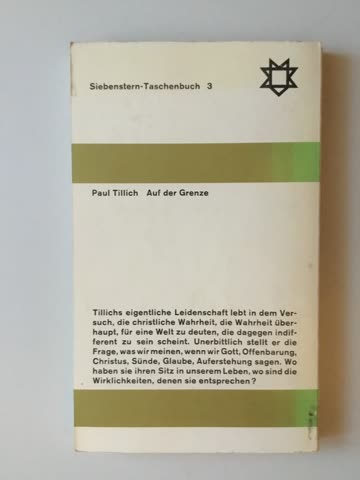 Siebenstern-Taschenbuch 3
Paul Tillich Auf der Grenze
Tillichs eigentliche Leidenschaft lebt in dem Ver-
such, die christliche Wahrheit, die Wahrheit über-
haupt, für eine Welt zu deuten, die dagegen indif-
ferent zu sein scheint. Unerbittlich stellt er die
Frage, was wir meinen, wenn wir Gott, Offenbarung,
Christus, Sünde, Glaube, Auferstehung sagen. Wo
haben sie ihren Sitz in unserem Leben, wo sind die
Wirklichkeiten, denen sie entsprechen?